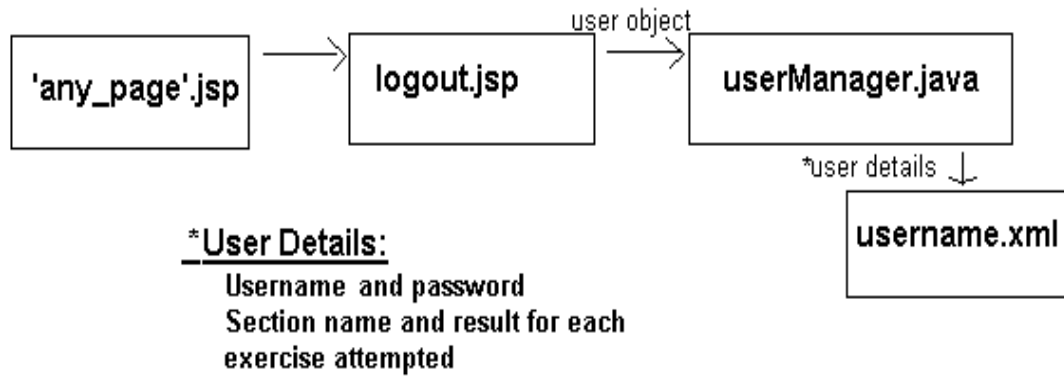 user object
'any_page'.jsp
logout.jsp
userManager.java
*user details
username.xml
*User Details:
Username and password
Section name and result for each
exercise attempted